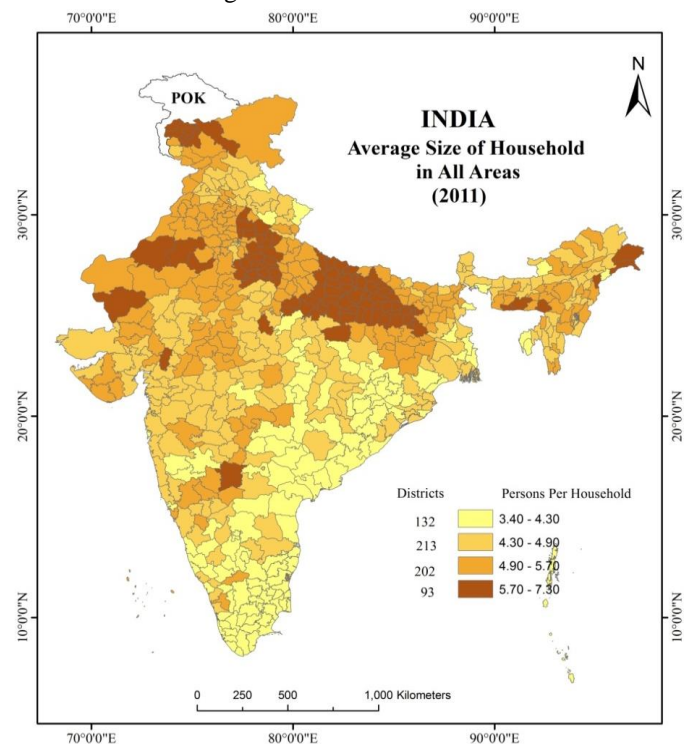 70°0'0"E 80°0'0"E 90°0'0"E
N
POK
INDIA
Average Size of Household
in All Areas
(2011)
30°0'0"N 30°0'0"N
20°0'0"N 20°0'0"N
Districts Persons Per Household
132 3.40 - 4.30
213 4.30 - 4.90
202 4.90 - 5.70
93 5.70 - 7.30
10°0'0"N 10°0'0"N
0 250 500 1,000 Kilometers
70°0'0"E 80°0'0"E 90°0'0"E